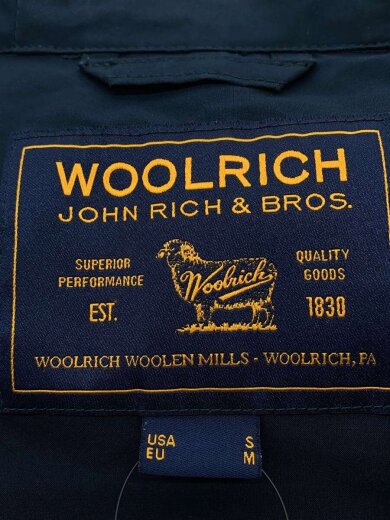 WOOLRICH
JOHN RICH & BROS.
SUPERIOR PERFORMANCE
QUALITY GOODS
Woolrich
EST. 1830
WOOLRICH WOOLEN MILLS - WOOLRICH, PA
USA S
EU M